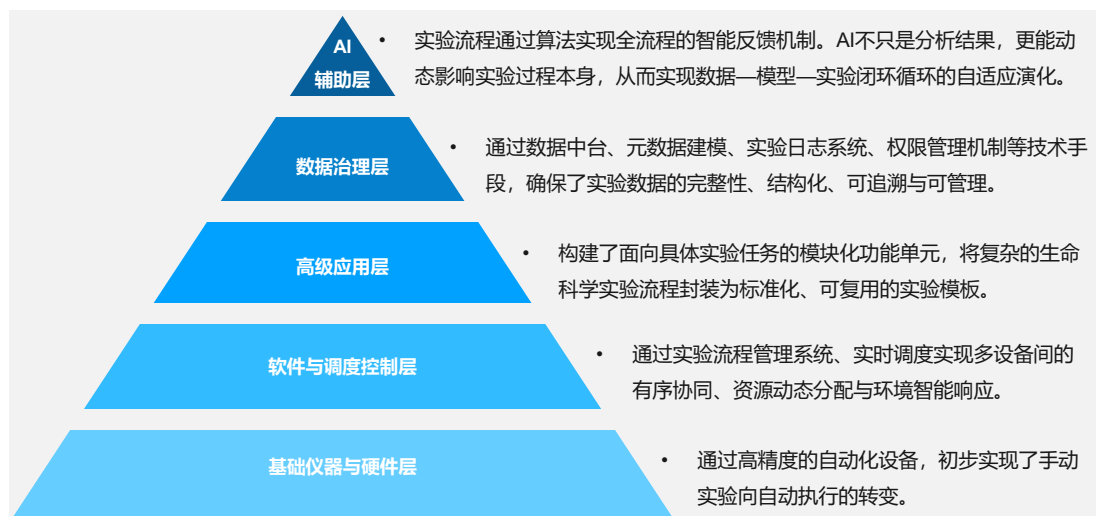 AI
辅助层
• 实验流程通过算法实现全流程的智能反馈机制。AI不只是分析结果，更能动
态影响实验过程本身，从而实现数据—模型—实验闭环循环的自适应演化。
数据治理层
• 通过数据中台、元数据建模、实验日志系统、权限管理机制等技术手
段，确保了实验数据的完整性、结构化、可追溯与可管理。
高级应用层
• 构建了面向具体实验任务的模块化功能单元，将复杂的生命
科学实验流程封装为标准化、可复用的实验模板。
软件与调度控制层
• 通过实验流程管理系统、实时调度实现多设备间的
有序协同、资源动态分配与环境智能响应。
基础仪器与硬件层
• 通过高精度的自动化设备，初步实现了手动
实验向自动执行的转变。